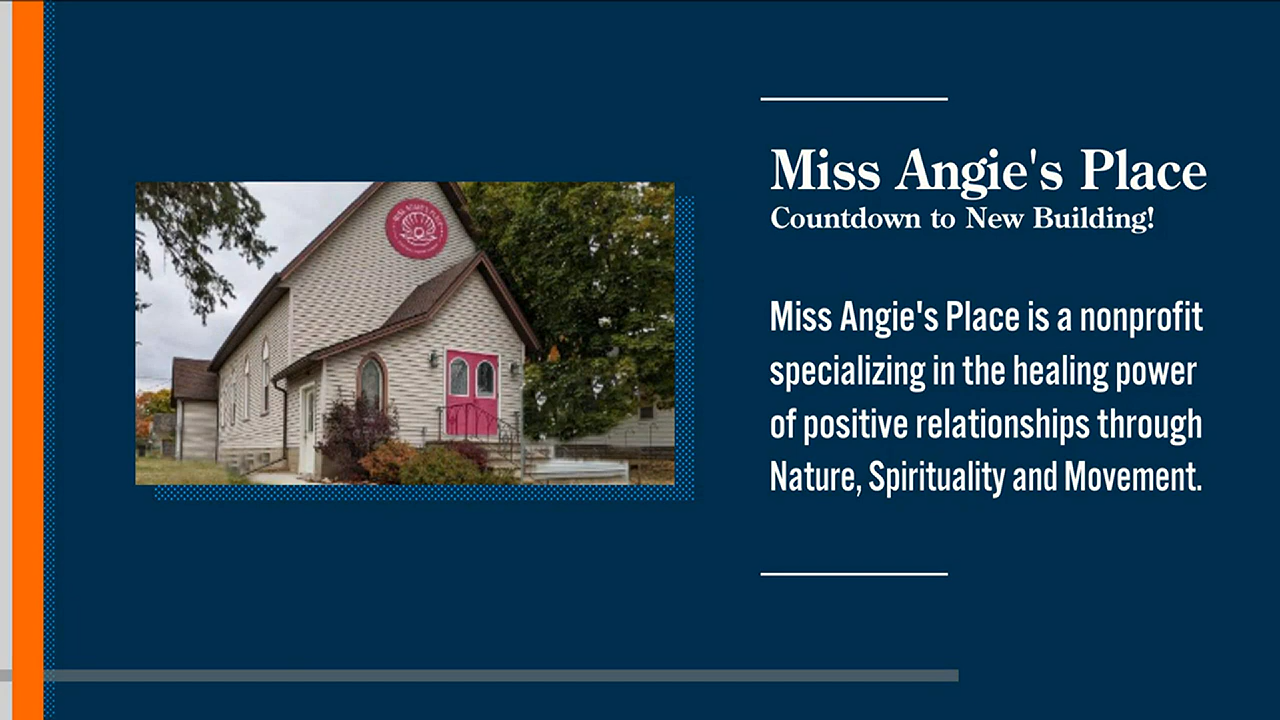 Miss Angie's Place
Countdown to New Building!
Miss Angie's Place is a nonprofit
specializing in the healing power
of positive relationships through
Nature, Spirituality and Movement.